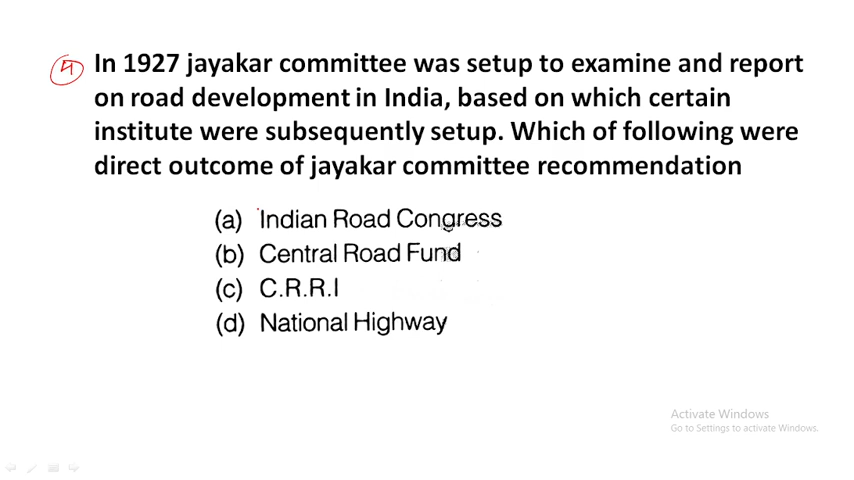 4 In 1927 jayakar committee was setup to examine and report
on road development in India, based on which certain
institute were subsequently setup. Which of following were
direct outcome of jayakar committee recommendation
(a) Indian Road Congress
(b) Central Road Fund
(c) C.R.R.I
(d) National Highway
Activate Windows
Go to Settings to activate Windows.